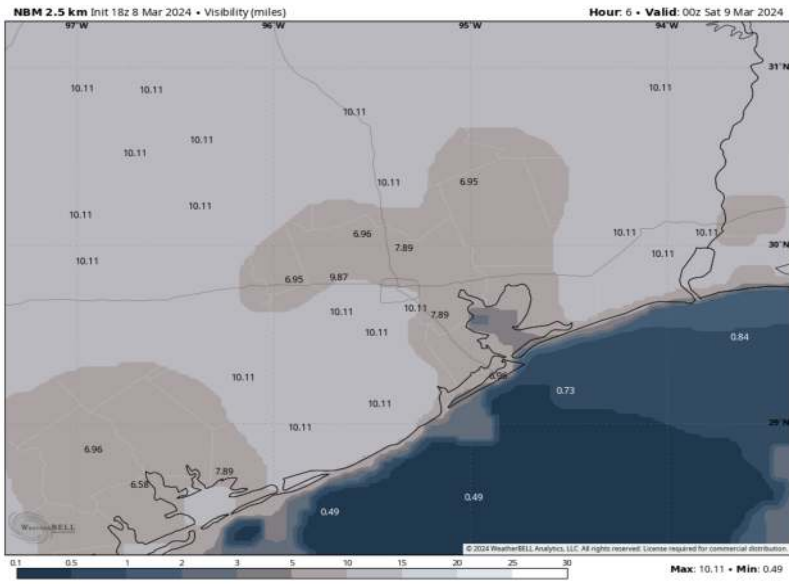 NBM 2.5 km Init 18z 8 Mar 2024 • Visibility (miles) Hour: 6 • Valid: 00z Sat 9 Mar 2024
97°W 96°W 95°W 94°W
31°N
10.11 10.11 10.11
10.11
10.11
10.11
10.11 6.95
10.11 10.11
6.96 10.11 10.11
7.89 30°N
10.11 10.11
6.95 9.87
10.11 10.11 7.89
10.11
0.84
10.11
0.73
10.11
10.11 29°N
6.96
7.89
6.58
0.49
0.49
WeatherBELL
© 2024 WeatherBELL Analytics, LLC. All rights reserved. License required for commercial distribution.
0.1 0.5 1 2 3 5 10 15 20 25 30
Max: 10.11 • Min: 0.49